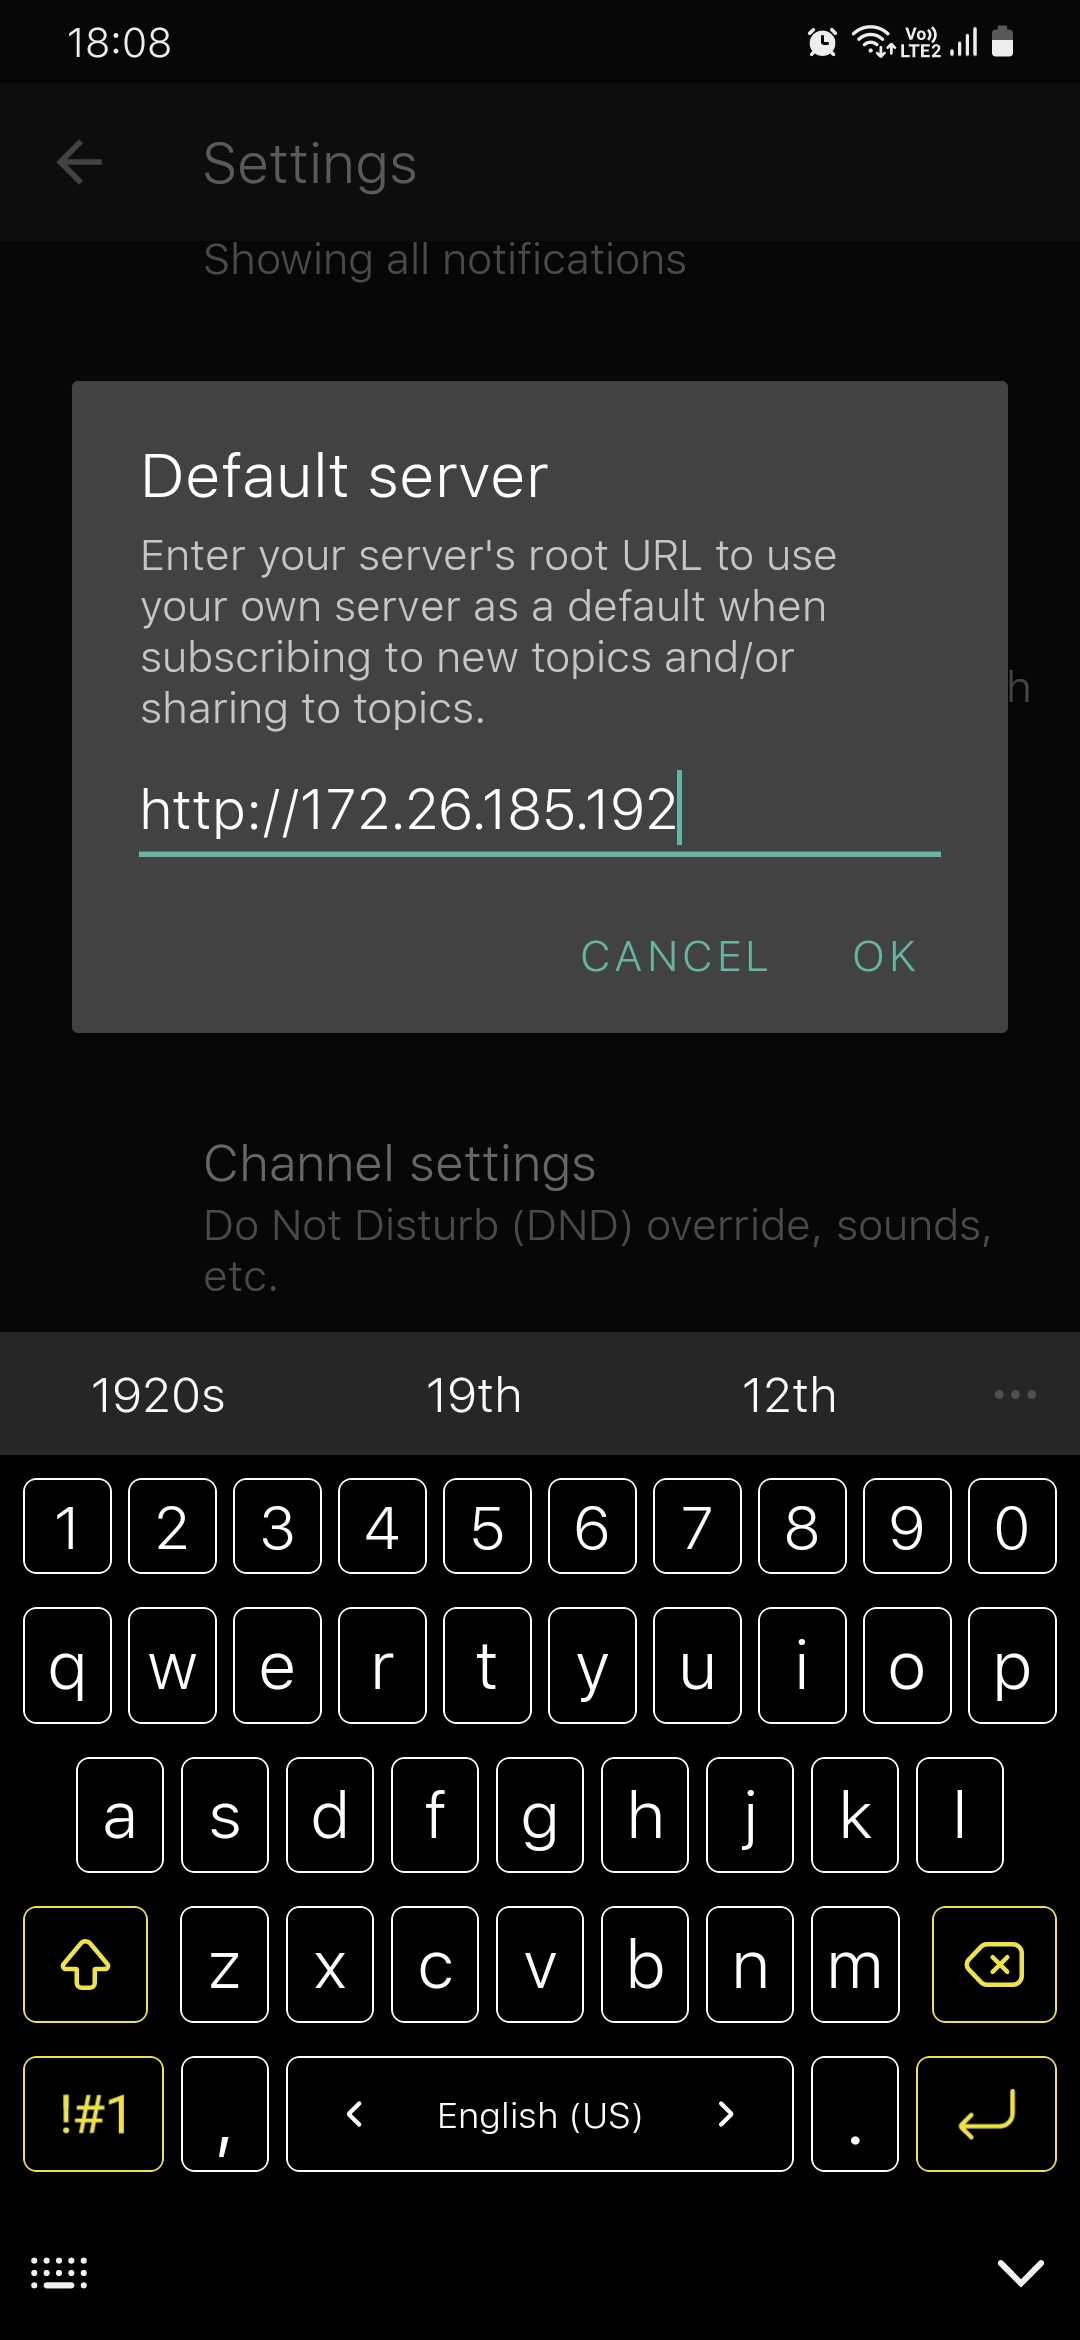 18:08
Vo))
LTE2
Settings
Showing all notifications
Default server
Enter your server's root URL to use
your own server as a default when
subscribing to new topics and/or
sharing to topics.
h
http://172.26.185.192
CANCEL OK
Channel settings
Do Not Disturb (DND) override, sounds,
etc.
1920s 19th 12th ...
1 2 3 4 5 6 7 8 9 0
q w e r t y u i o p
a s d f g h j k l
z x c v b n m
!#1 , < English (US) > .